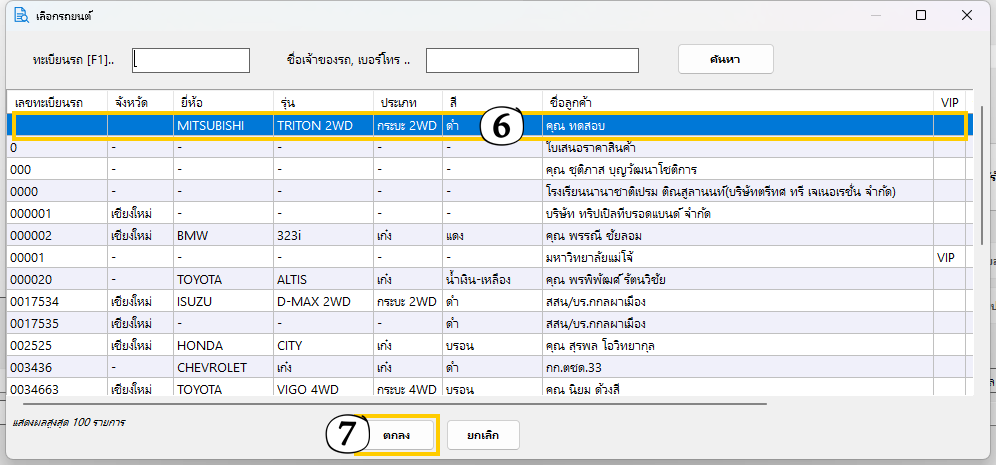 เลือกรถยนต์
ทะเบียนรถ [F1].. ชื่อเจ้าของรถ, เบอร์โทร .. ค้นหา
เลขทะเบียนรถ จังหวัด ยี่ห้อ รุ่น ประเภท สี ชื่อลูกค้า VIP
MITSUBISHI TRITON 2WD กระบะ 2WD ดำ 6 คุณ ทดสอบ
0 - - - - - ใบเสนอราคาสินค้า
000 - - - - - คุณ ชุติภาส บุญวัฒนาโชติการ
0000 - - - - - โรงเรียนนานาชาติเปรม ติณสูลานนท์(บริษัทตรีทศ ทรี เจเนอเรชั่น จำกัด)
000001 เชียงใหม่ - - - - บริษัท ทริปเปิลทีบรอดแบนด์ จำกัด
000002 เชียงใหม่ BMW 323i เก๋ง แดง คุณ พรรณี ชัยลอม
00001 - - - - - มหาวิทยาลัยแม่โจ้ VIP
000020 - TOYOTA ALTIS เก๋ง น้ำเงิน-เหลือง คุณ พรพิพัฒศ์ รัตนวิชัย
0017534 เชียงใหม่ ISUZU D-MAX 2WD กระบะ 2WD ดำ สสน/บร.กกลผาเมือง
0017535 เชียงใหม่ - - - ดำ สสน/บร.กกลผาเมือง
002525 เชียงใหม่ HONDA CITY เก๋ง บรอน คุณ สุรพล โอวิทยากุล
003436 - CHEVROLET เก๋ง เก๋ง ดำ กก.ตชด.33
0034663 เชียงใหม่ TOYOTA VIGO 4WD กระบะ 4WD บรอน คุณ นิยม ด้วงสี
แสดงผลสูงสุด 100 รายการ
7 ตกลง ยกเลิก